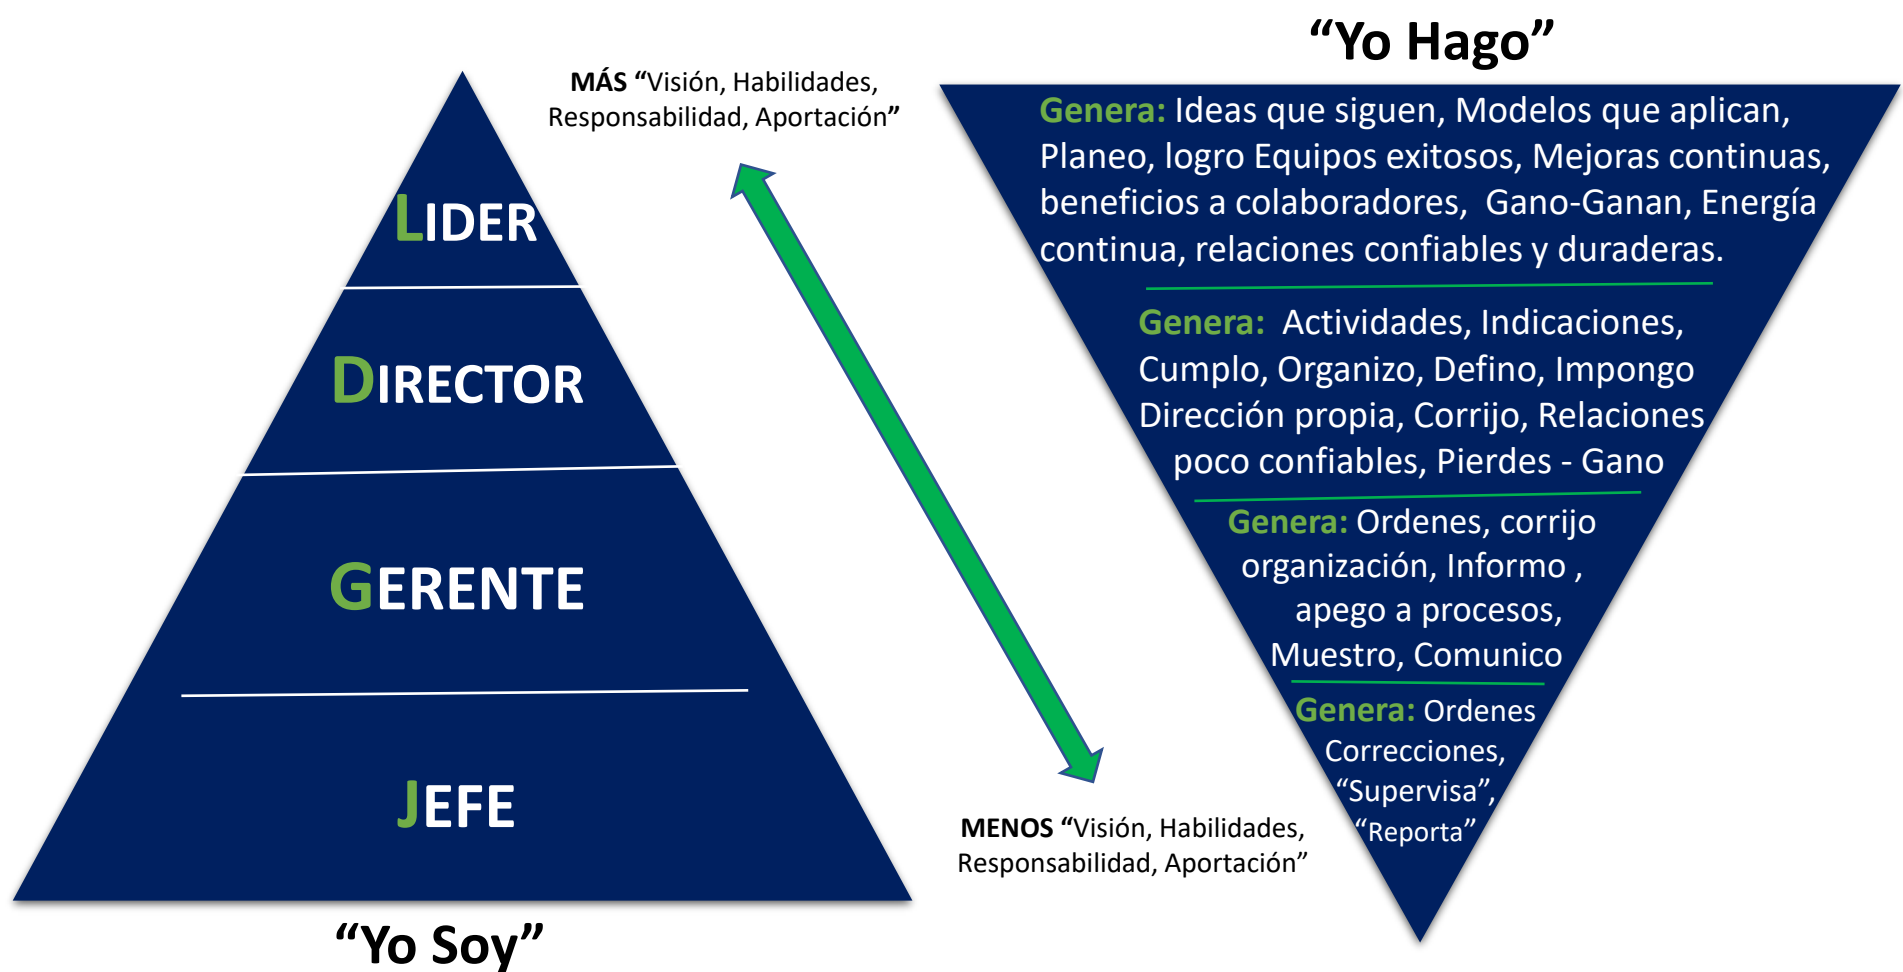 “Yo Hago”
MÁS “Visión, Habilidades,
Responsabilidad, Aportación”
LIDER
DIRECTOR
GERENTE
JEFE
“Yo Soy”
MENOS “Visión, Habilidades,
Responsabilidad, Aportación”
Genera: Ideas que siguen, Modelos que aplican,
Planeo, logro Equipos exitosos, Mejoras continuas,
beneficios a colaboradores, Gano-Ganan, Energía
continua, relaciones confiables y duraderas.
Genera: Actividades, Indicaciones,
Cumplo, Organizo, Defino, Impongo
Dirección propia, Corrijo, Relaciones
poco confiables, Pierdes - Gano
Genera: Ordenes, corrijo
organización, Informo ,
apego a procesos,
Muestro, Comunico
Genera: Ordenes
Correcciones,
“Supervisa”,
“Reporta”